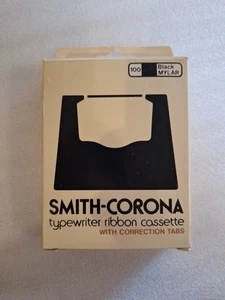 100 Black
MYLAR
SMITH-CORONA
typewriter ribbon cassette
WITH CORRECTION TABS